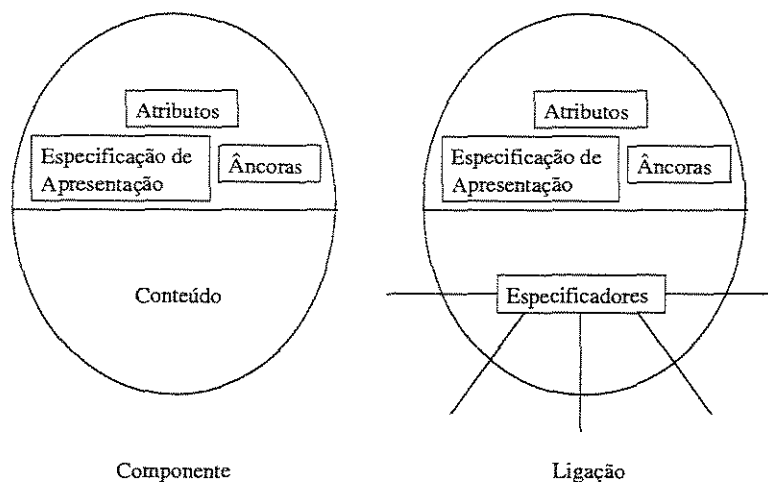 Atributos
Especificação de
Apresentação
Âncoras
Conteúdo
Componente
Atributos
Especificação de
Apresentação
Âncoras
Especificadores
Ligação